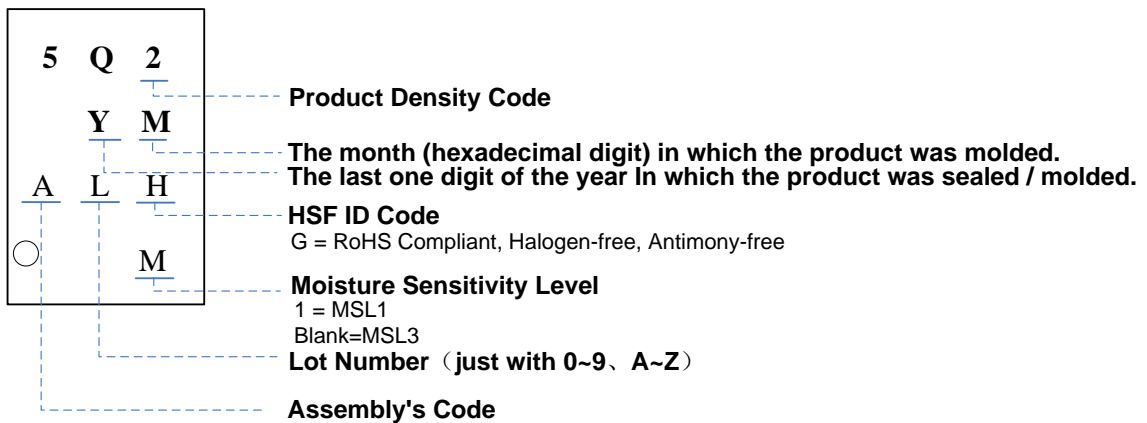 5 Q 2
Product Density Code
Y M
The month (hexadecimal digit) in which the product was molded.
The last one digit of the year In which the product was sealed / molded.
A L H
HSF ID Code
G = RoHS Compliant, Halogen-free, Antimony-free
M
Moisture Sensitivity Level
1 = MSL1
Blank=MSL3
Lot Number（just with 0~9、A~Z）
Assembly's Code